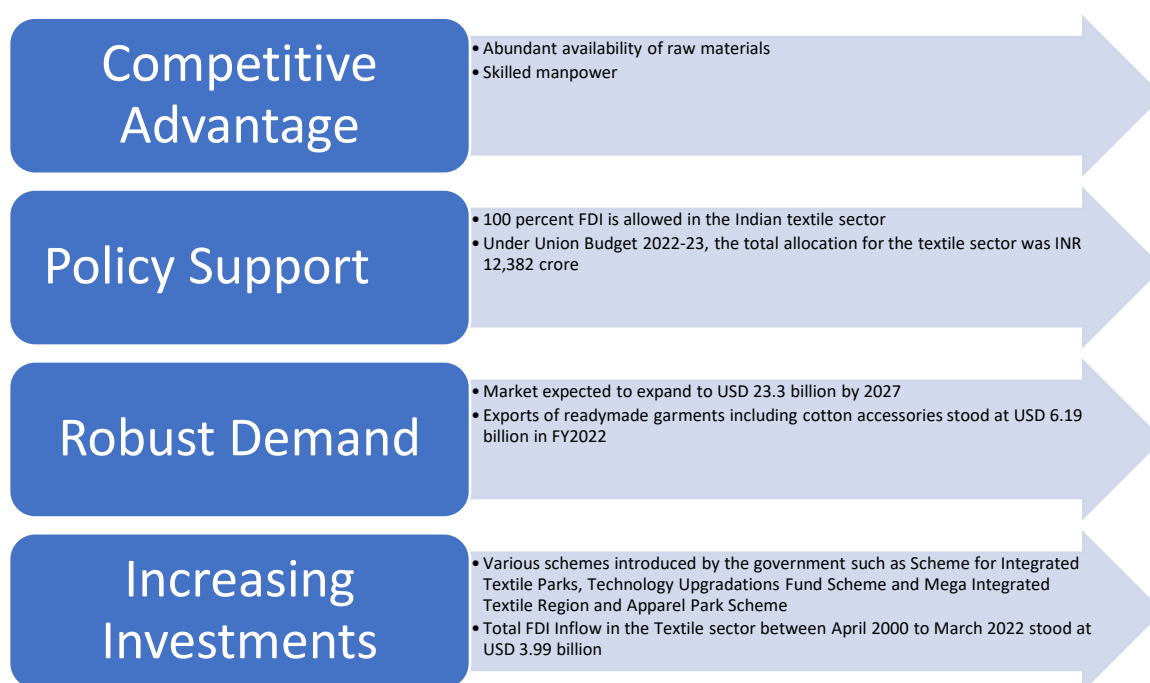 Competitive
Advantage
• Abundant availability of raw materials
• Skilled manpower
Policy Support
• 100 percent FDI is allowed in the Indian textile sector
• Under Union Budget 2022-23, the total allocation for the textile sector was INR
12,382 crore
Robust Demand
• Market expected to expand to USD 23.3 billion by 2027
• Exports of readymade garments including cotton accessories stood at USD 6.19
billion in FY2022
Increasing
Investments
• Various schemes introduced by the government such as Scheme for Integrated
Textile Parks, Technology Upgradations Fund Scheme and Mega Integrated
Textile Region and Apparel Park Scheme
• Total FDI Inflow in the Textile sector between April 2000 to March 2022 stood at
USD 3.99 billion